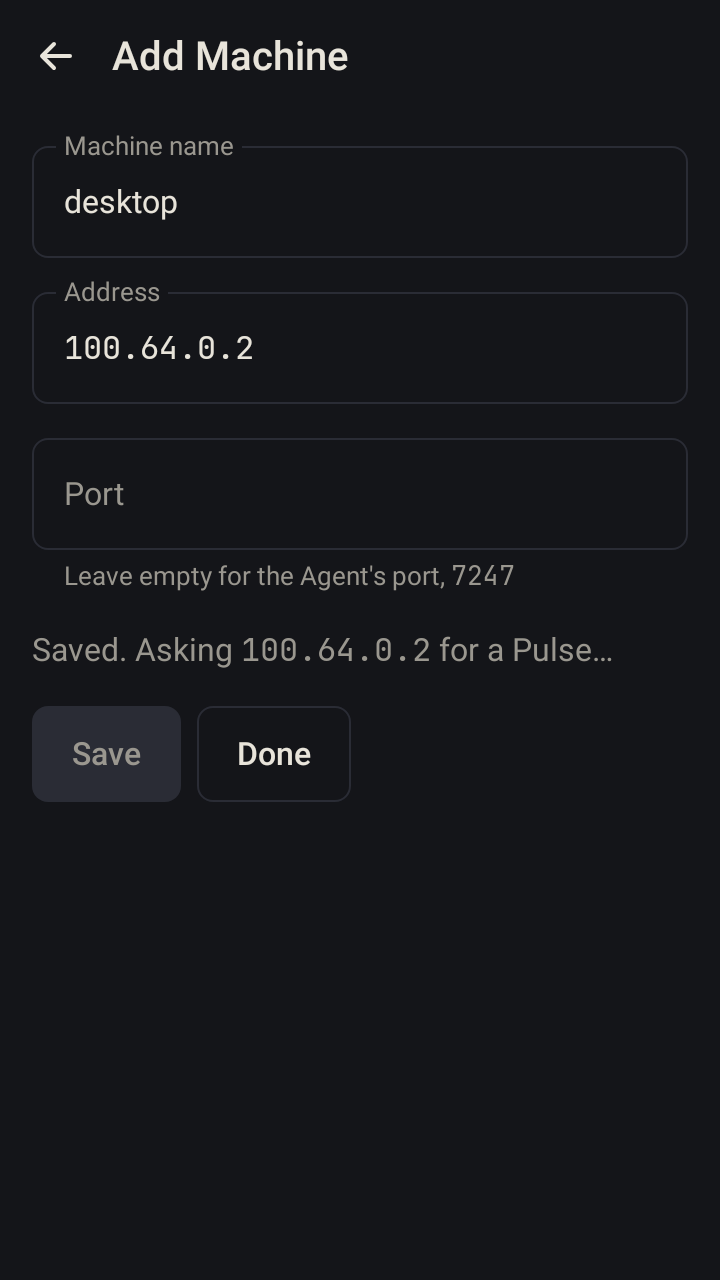 Add Machine
Machine name
desktop
Address
100.64.0.2
Port
Leave empty for the Agent's port, 7247
Saved. Asking 100.64.0.2 for a Pulse…
Save
Done